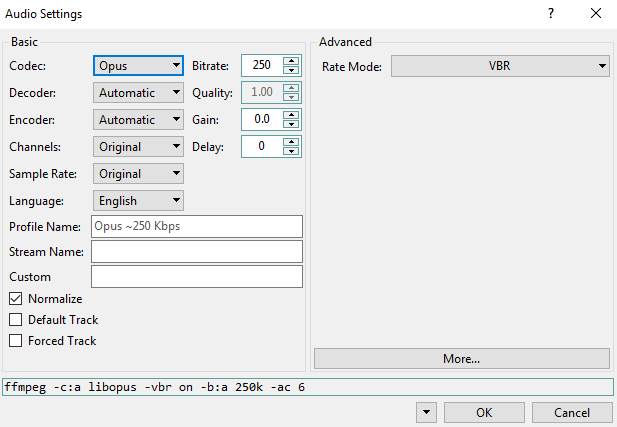 Audio Settings
?
Basic
Codec: Opus Bitrate: 250
Decoder: Automatic Quality: 1.00
Encoder: Automatic Gain: 0.0
Channels: Original Delay: 0
Sample Rate: Original
Language: English
Profile Name: Opus ~250 Kbps
Stream Name:
Custom
Normalize
Default Track
Forced Track
Advanced
Rate Mode: VBR
More...
ffmpeg -c:a libopus -vbr on -b:a 250k -ac 6
OK Cancel